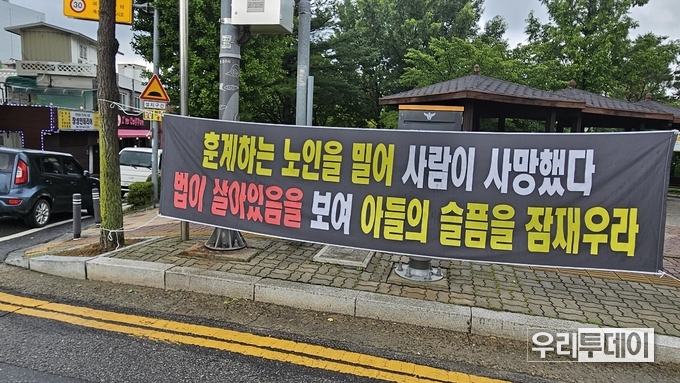 30
훈계하는 노인을 밀어 사람이 사망했다
법이 살아있음을 보여 아들의 슬픔을 잠재우라
우리투데이